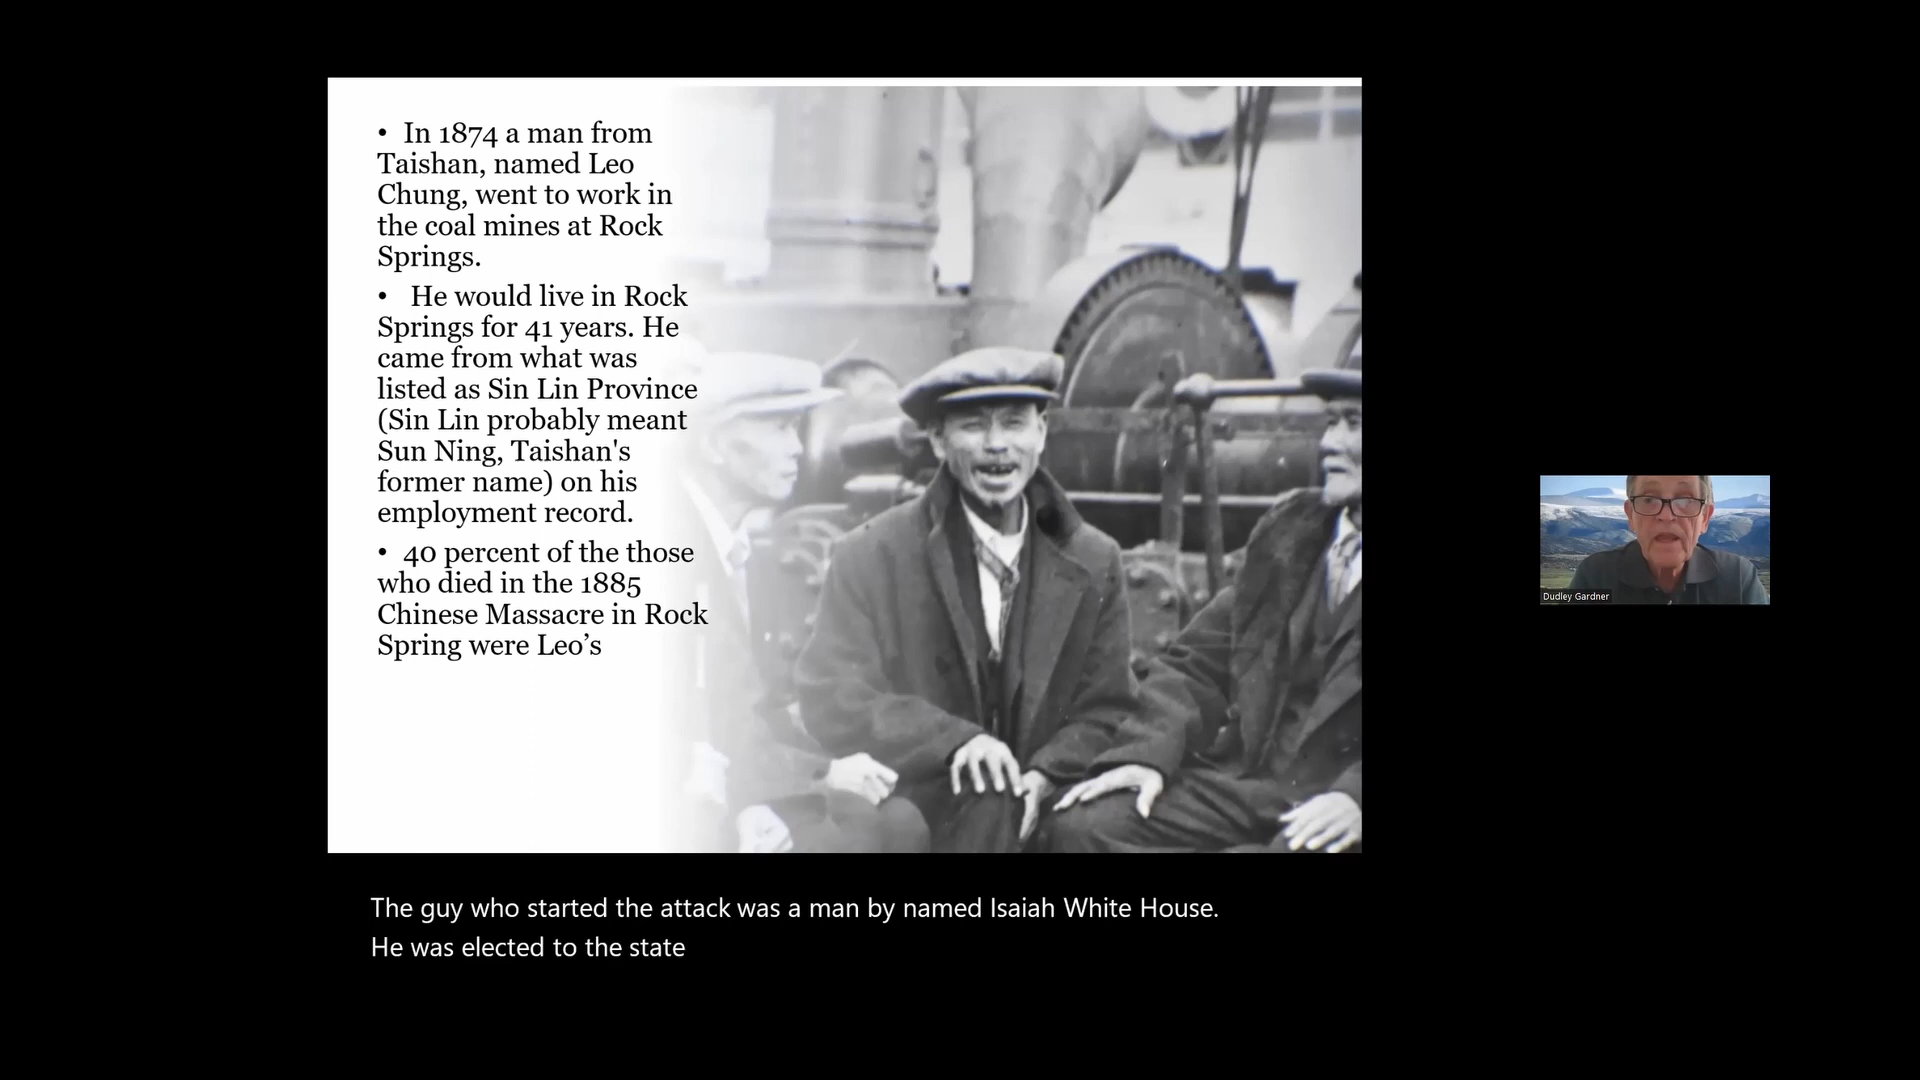 • In 1874 a man from
Taishan, named Leo
Chung, went to work in
the coal mines at Rock
Springs.
• He would live in Rock
Springs for 41 years. He
came from what was
listed as Sin Lin Province
(Sin Lin probably meant
Sun Ning, Taishan's
former name) on his
employment record.
• 40 percent of the those
who died in the 1885
Chinese Massacre in Rock
Spring were Leo’s
Dudley Gardner
The guy who started the attack was a man by named Isaiah White House.
He was elected to the state